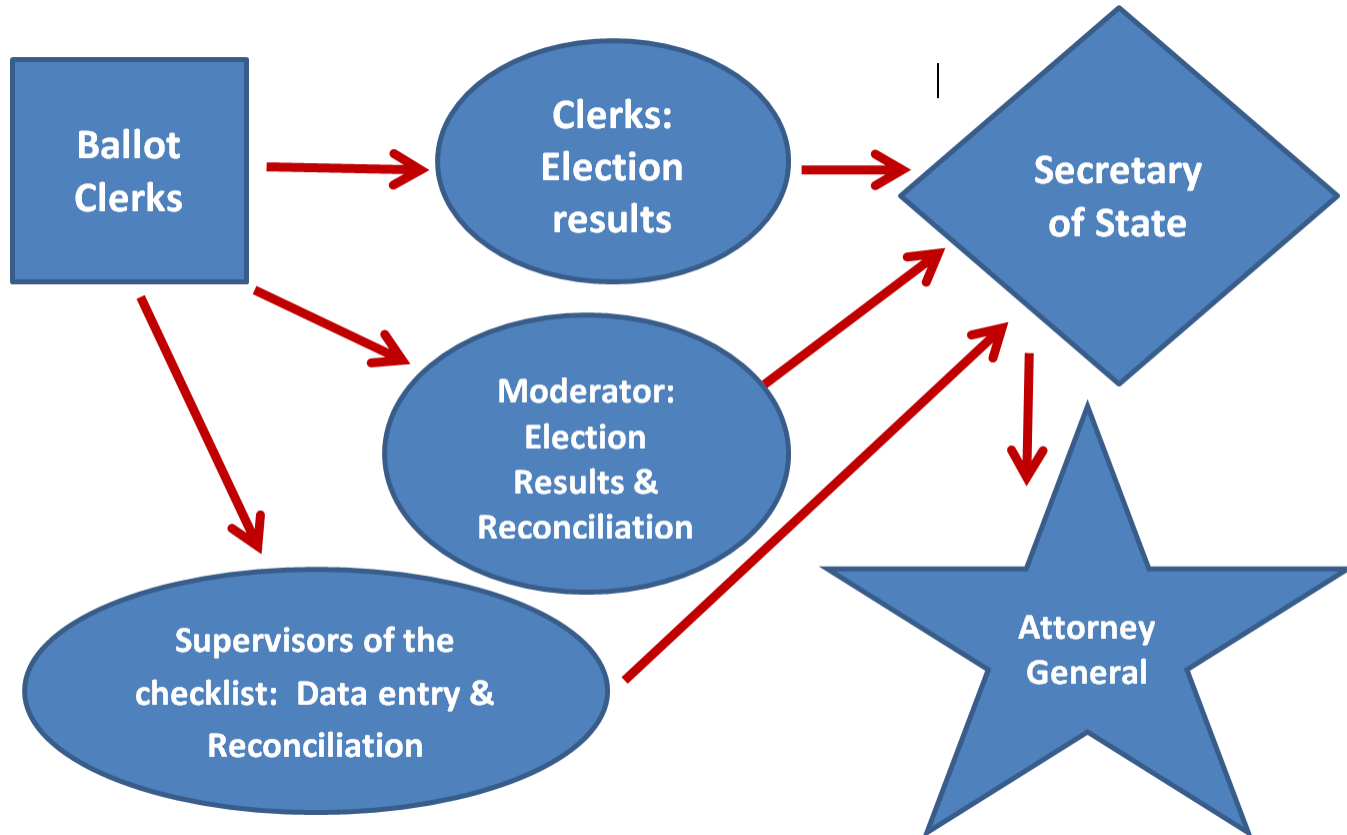 Ballot
Clerks
Clerks:
Election
results
Secretary
of State
Moderator:
Election
Results &
Reconciliation
Supervisors of the
checklist:  Data entry &
Reconciliation
Attorney
General